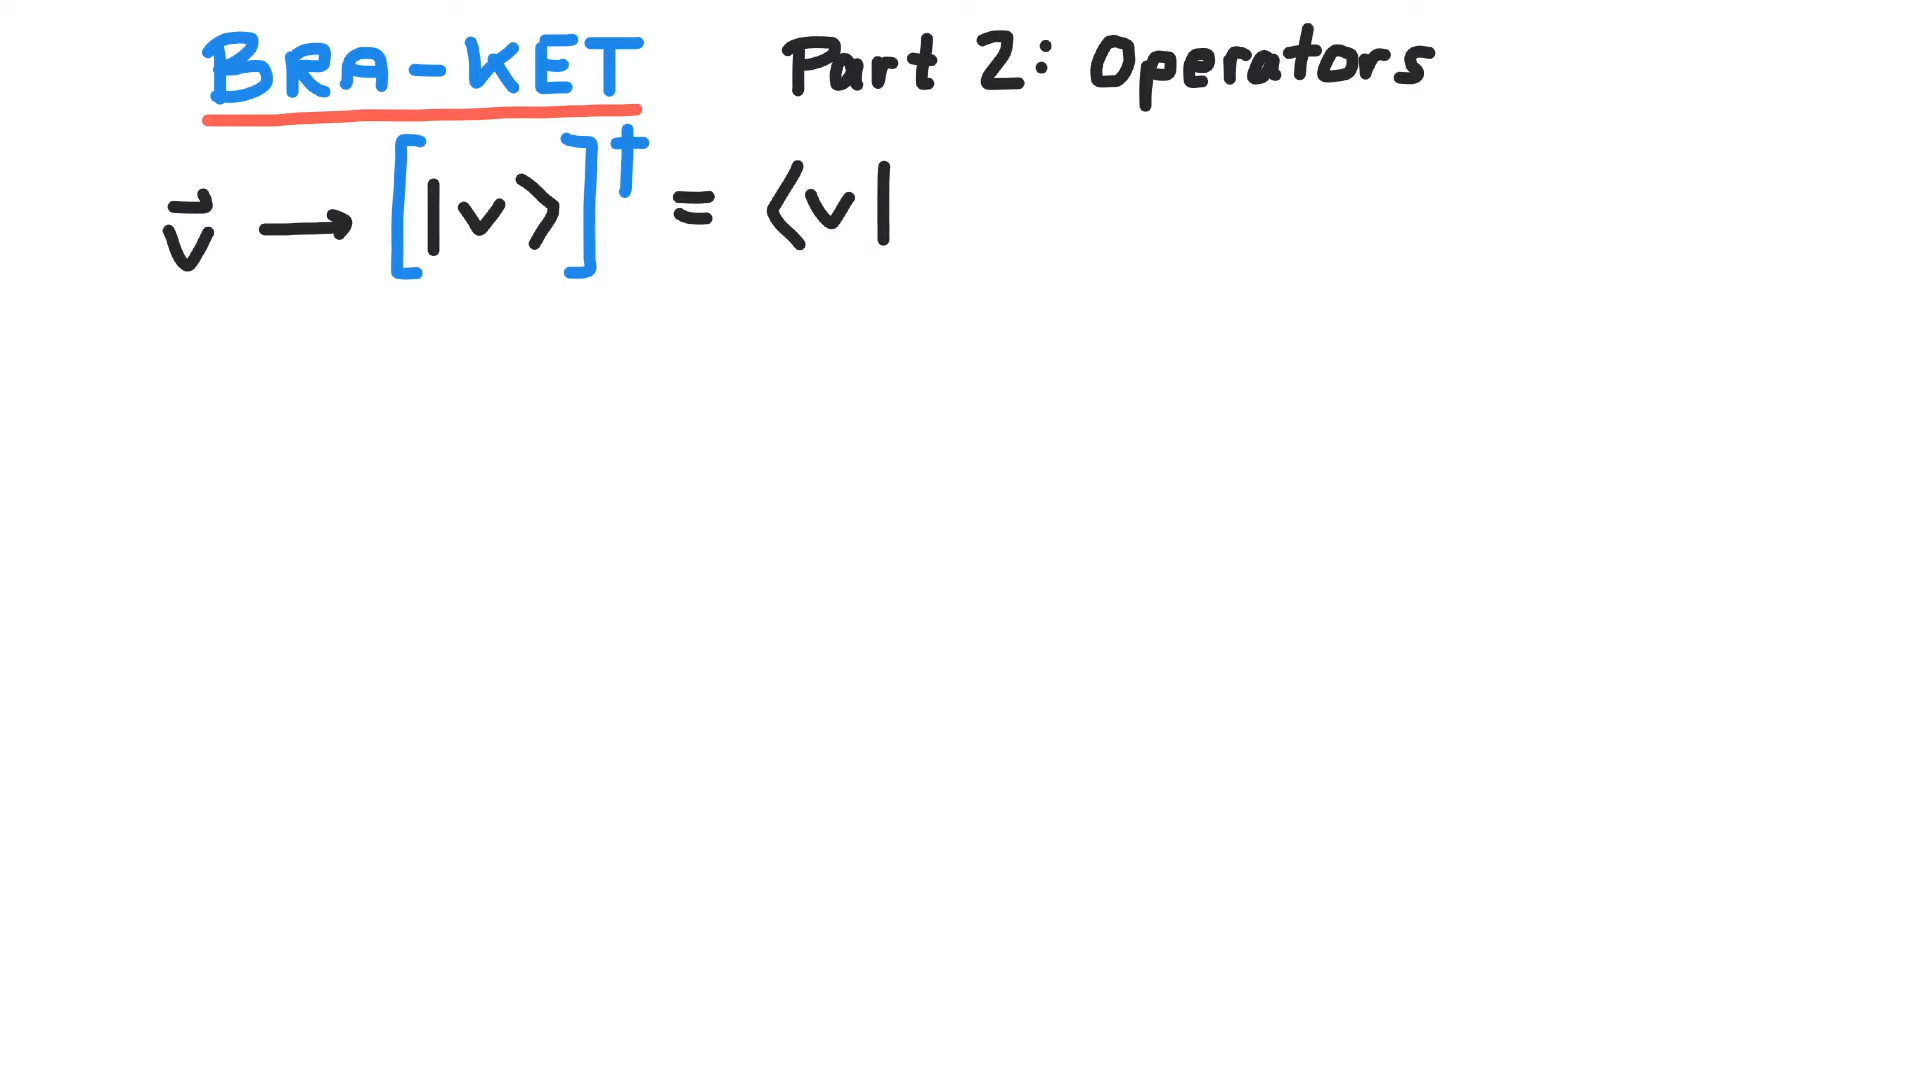 BRA-KET Part 2: Operators
v⃗ → [|v⟩]† = ⟨v|